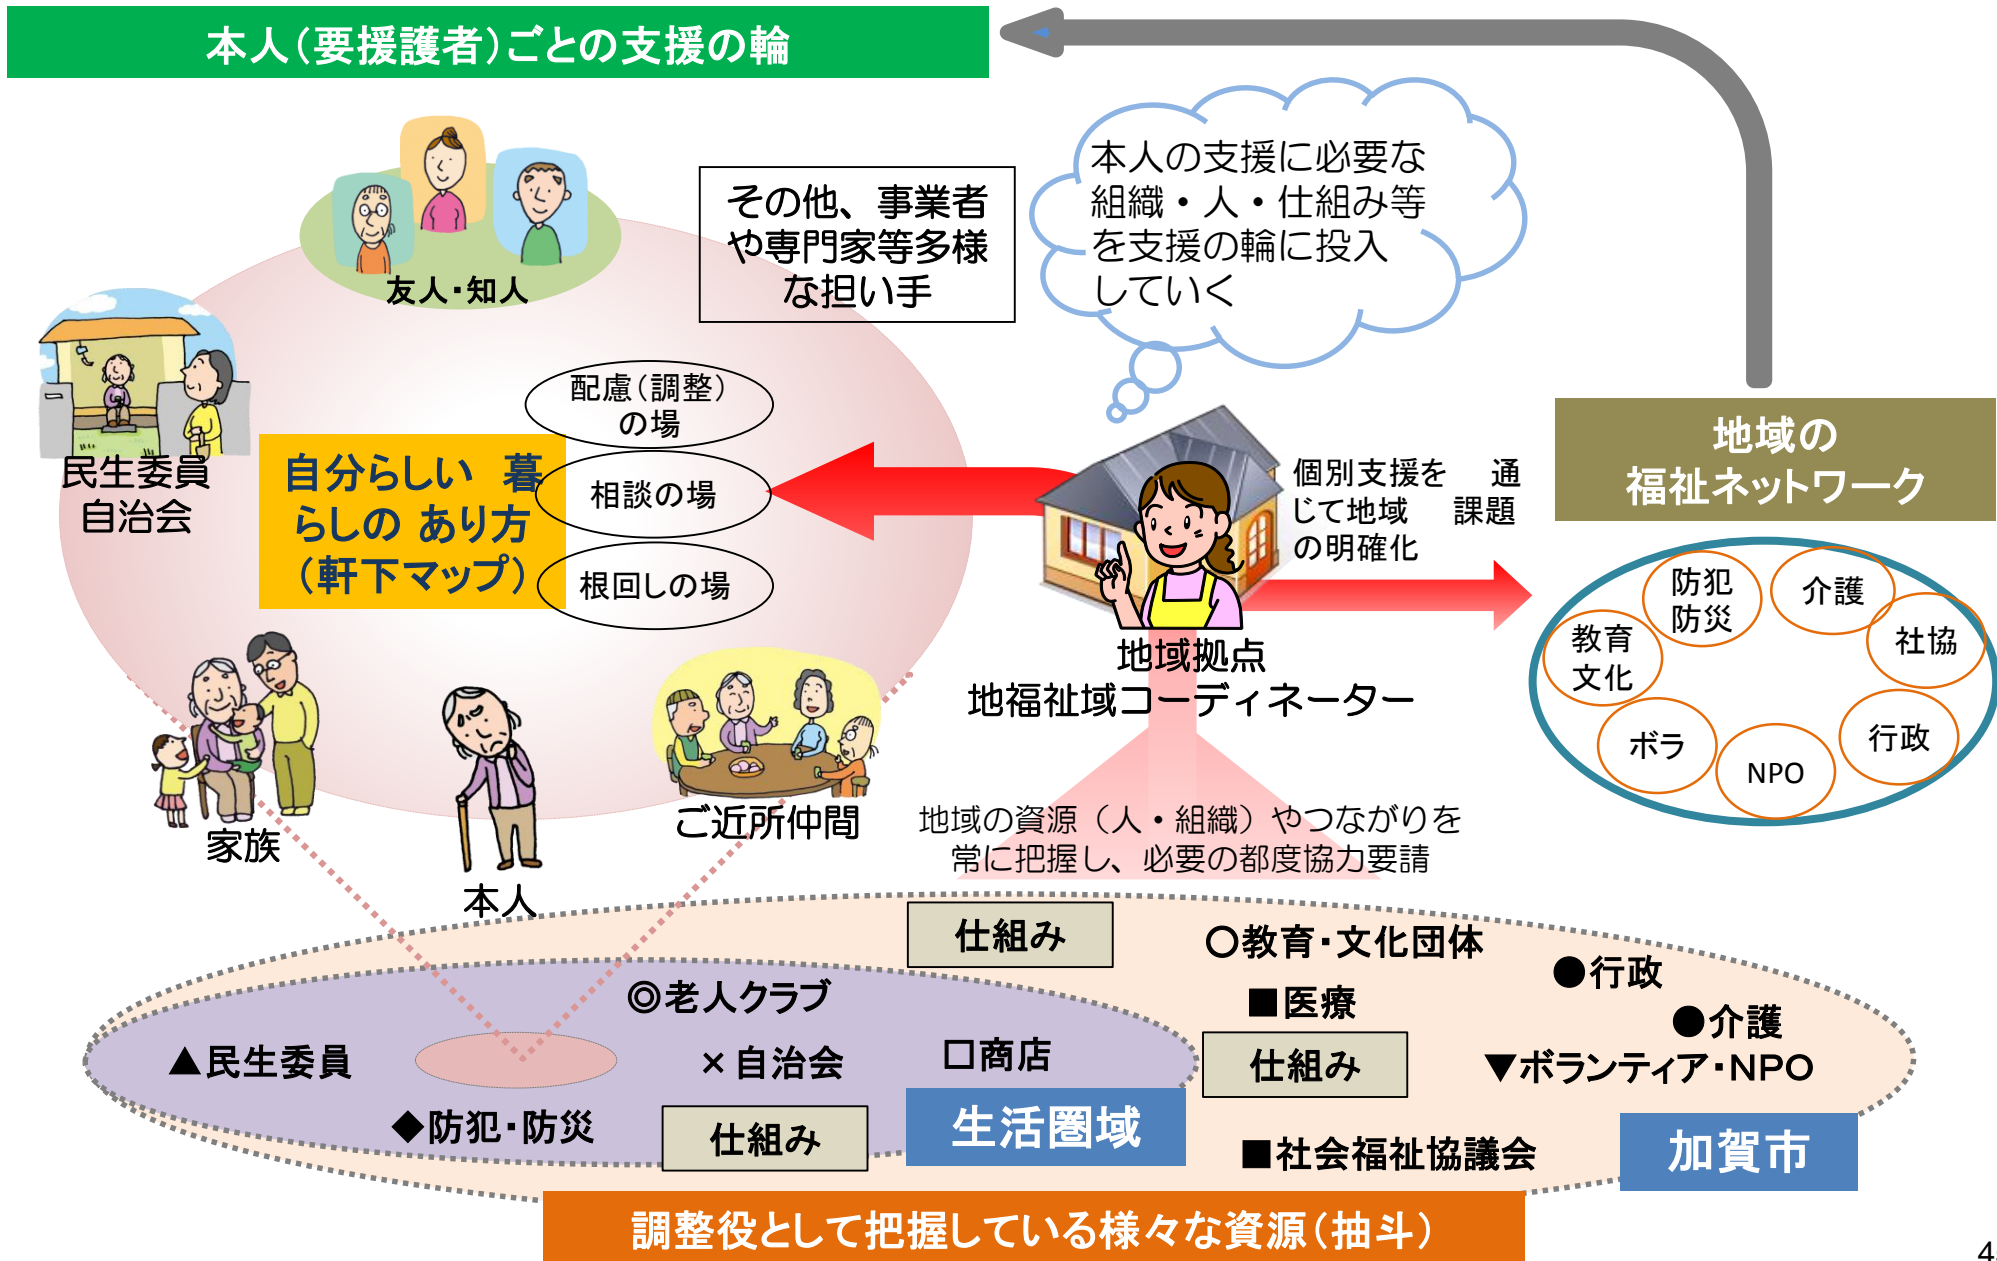 本人（要援護者）ごとの支援の輪
友人・知人
その他、事業者
や専門家等多様
な担い手
本人の支援に必要な
組織・人・仕組み等
を支援の輪に投入
していく
民生委員
自治会
自分らしい 暮
らしの あり方
（軒下マップ）
配慮（調整）
の場
相談の場
根回しの場
個別支援を 通
じて地域 課題
の明確化
地域の
福祉ネットワーク
防犯
防災
介護
教育
文化
社協
ボラ
NPO
行政
地域拠点
地福祉域コーディネーター
家族
本人
ご近所仲間
地域の資源（人・組織）やつながりを
常に把握し、必要の都度協力要請
仕組み
○教育・文化団体
●行政
◎老人クラブ
■医療
●介護
▲民生委員
×自治会
□商店
仕組み
▼ボランティア・NPO
◆防犯・防災
仕組み
生活圏域
■社会福祉協議会
加賀市
調整役として把握している様々な資源（抽斗）
4